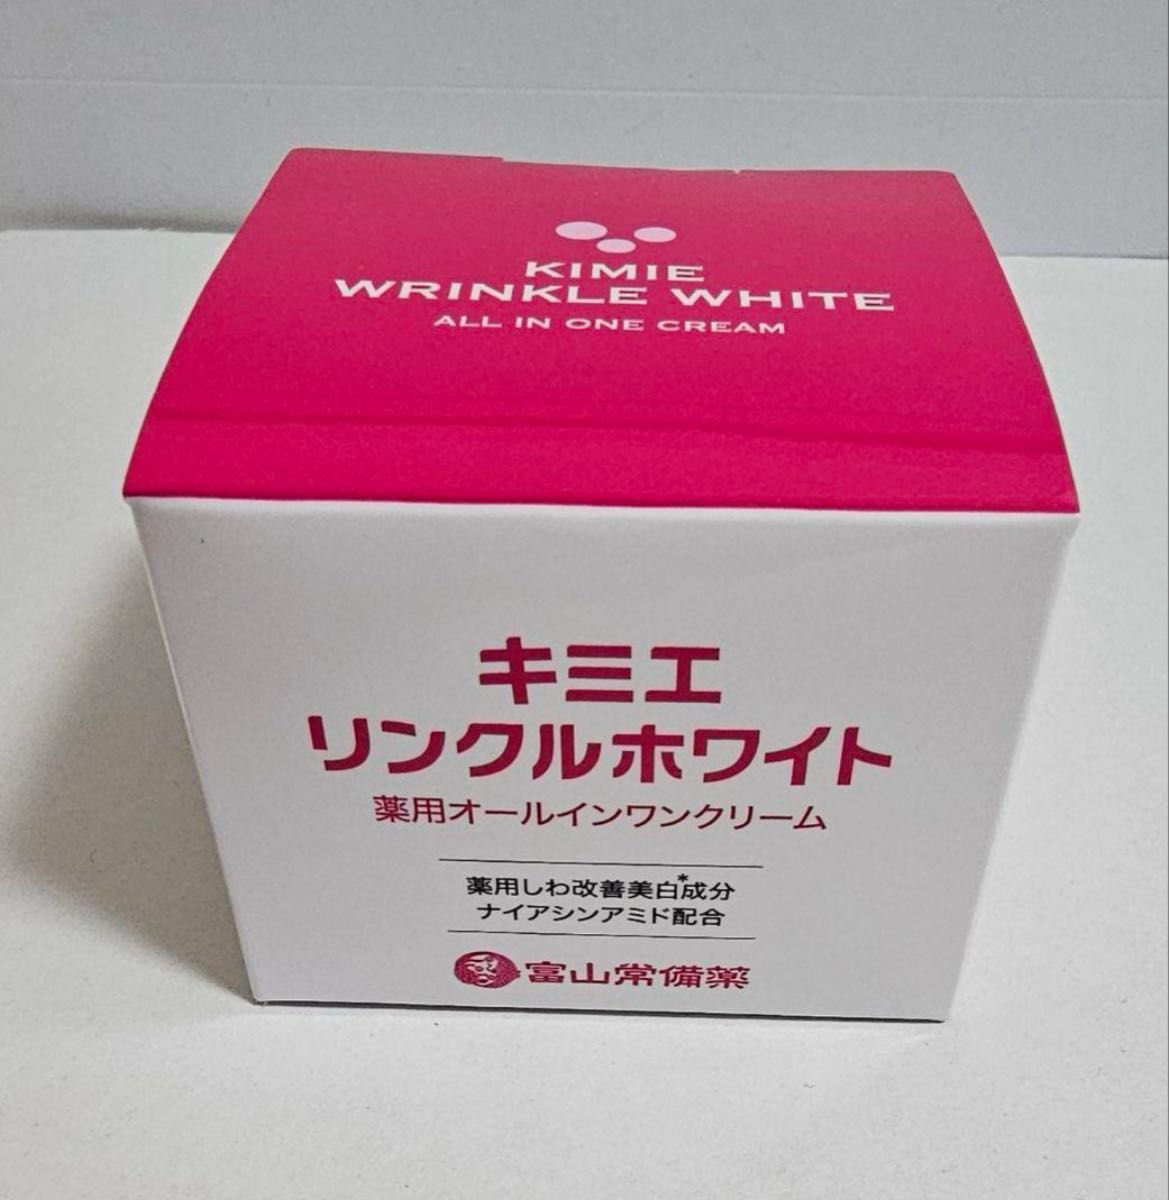 KIMIE
WRINKLE WHITE
ALL IN ONE CREAM
キミエ
リンクルホワイト
薬用オールインワンクリーム
薬用しわ改善美白*成分
ナイアシンアミド配合
富山常備薬